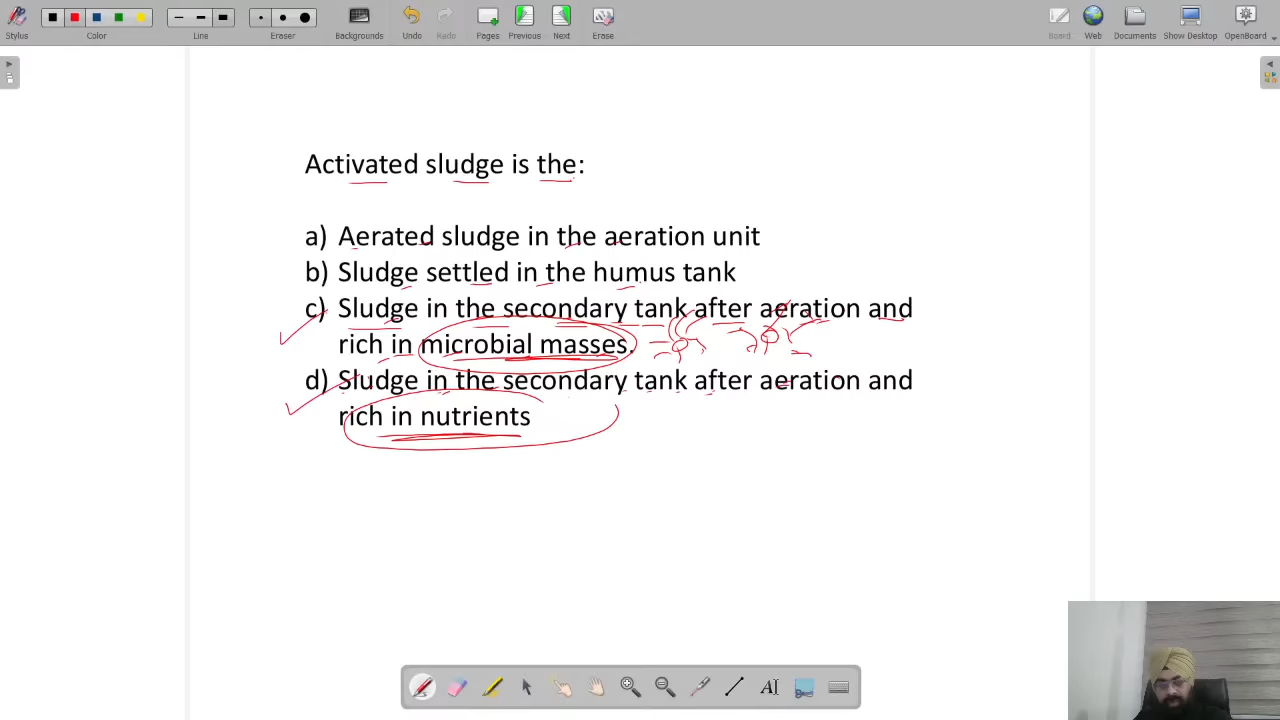 Stylus Color Line Eraser Backgrounds Undo Redo Pages Previous Next Erase Board Web Documents Show Desktop OpenBoard
Activated sludge is the:
a) Aerated sludge in the aeration unit
b) Sludge settled in the humus tank
c) Sludge in the secondary tank after aeration and
rich in microbial masses.
d) Sludge in the secondary tank after aeration and
rich in nutrients